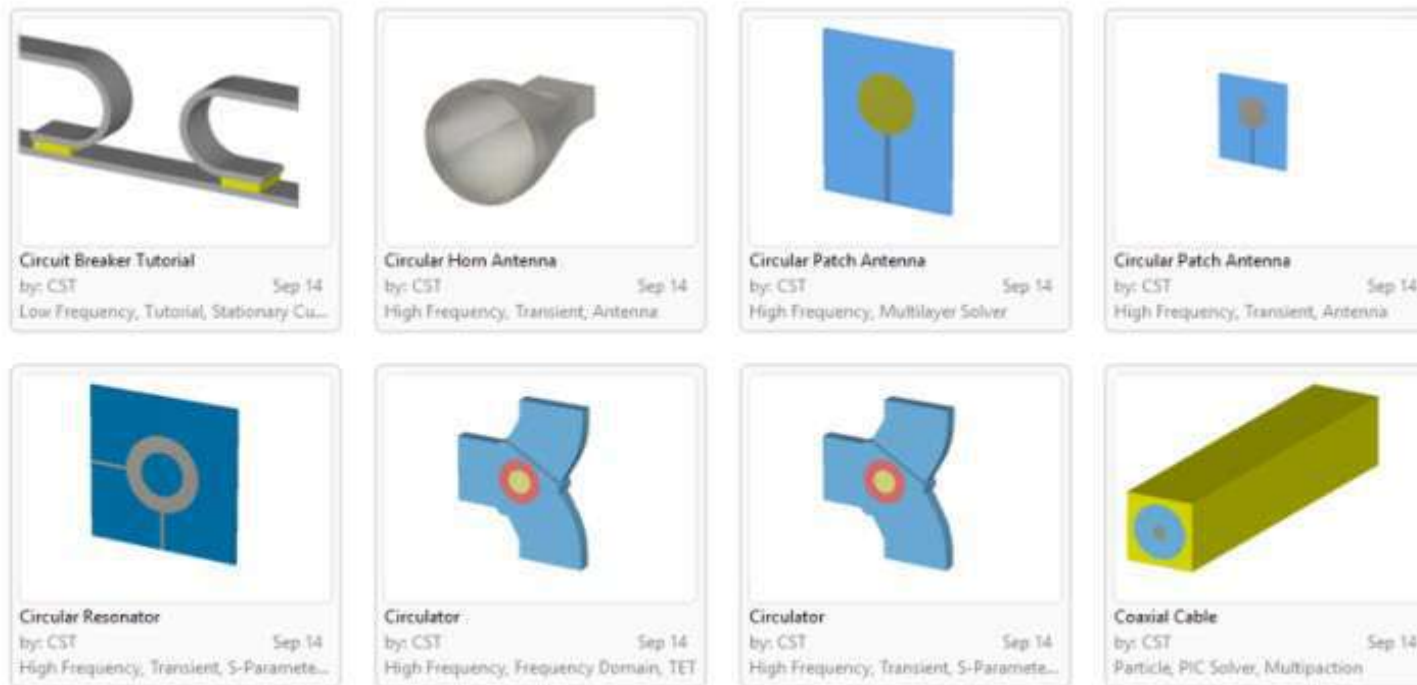 Circuit Breaker Tutorial
by: CST Sep 14
Low Frequency, Tutorial, Stationary Cu...
Circular Horn Antenna
by: CST Sep 14
High Frequency, Transient, Antenna
Circular Patch Antenna
by: CST Sep 14
High Frequency, Multilayer Solver
Circular Patch Antenna
by: CST Sep 14
High Frequency, Transient, Antenna
Circular Resonator
by: CST Sep 14
High Frequency, Transient, S-Paramete...
Circulator
by: CST Sep 14
High Frequency, Frequency Domain, TET
Circulator
by: CST Sep 14
High Frequency, Transient, S-Paramete...
Coaxial Cable
by: CST Sep 14
Particle, PIC Solver, Multipaction